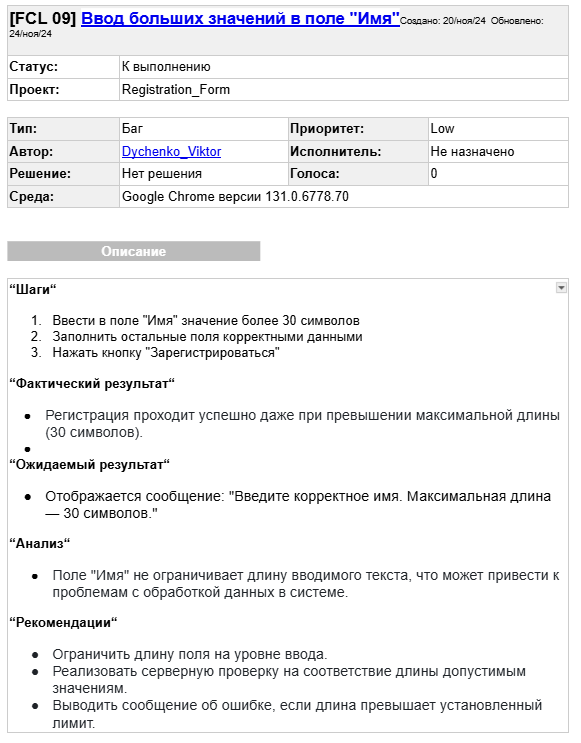 [FCL 09] Ввод больших значений в поле "Имя" Создано: 20/ноя/24 Обновлено:
24/ноя/24
Статус: К выполнению
Проект: Registration_Form
Тип: Баг Приоритет: Low
Автор: Dychenko_Viktor Исполнитель: Не назначено
Решение: Нет решения Голоса: 0
Среда: Google Chrome версии 131.0.6778.70
Описание
“Шаги“
1. Ввести в поле "Имя" значение более 30 символов
2. Заполнить остальные поля корректными данными
3. Нажать кнопку "Зарегистрироваться"
“Фактический результат“
● Регистрация проходит успешно даже при превышении максимальной длины
(30 символов).
●
“Ожидаемый результат“
● Отображается сообщение: "Введите корректное имя. Максимальная длина
— 30 символов."
“Анализ“
● Поле "Имя" не ограничивает длину вводимого текста, что может привести к
проблемам с обработкой данных в системе.
“Рекомендации“
● Ограничить длину поля на уровне ввода.
● Реализовать серверную проверку на соответствие длины допустимым
значениям.
● Выводить сообщение об ошибке, если длина превышает установленный
лимит.